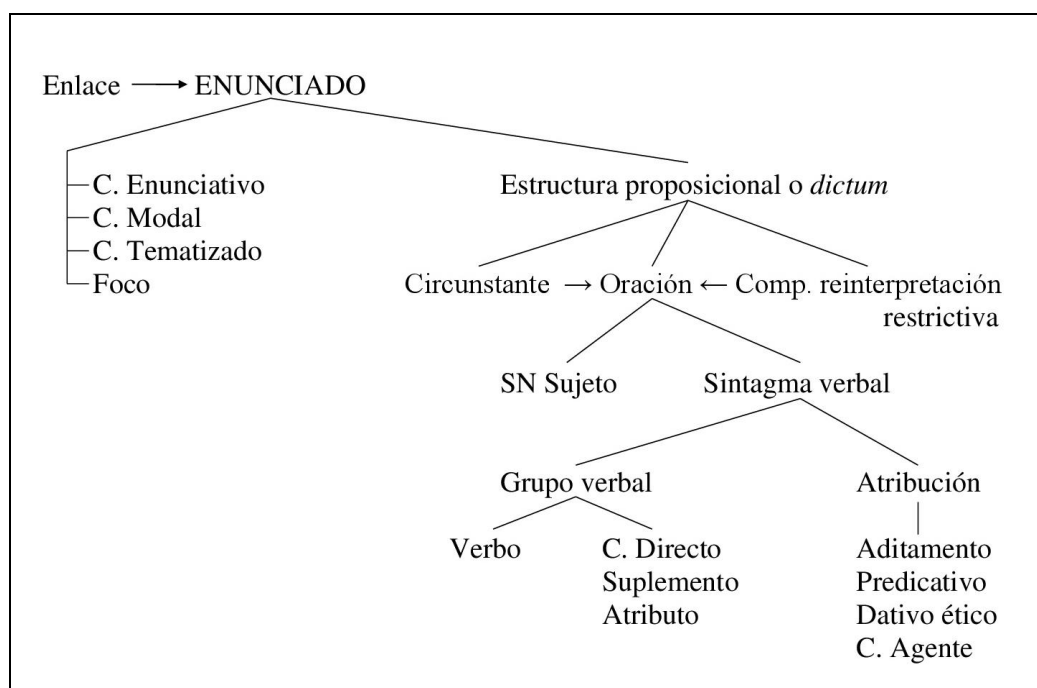 Enlace → ENUNCIADO
C. Enunciativo
C. Modal
C. Tematizado
Foco
Estructura proposicional o dictum
Circunstante → Oración ← Comp. reinterpretación
restrictiva
SN Sujeto Sintagma verbal
Grupo verbal Atribución
Verbo C. Directo Aditamento
Suplemento Predicativo
Atributo Dativo ético
C. Agente